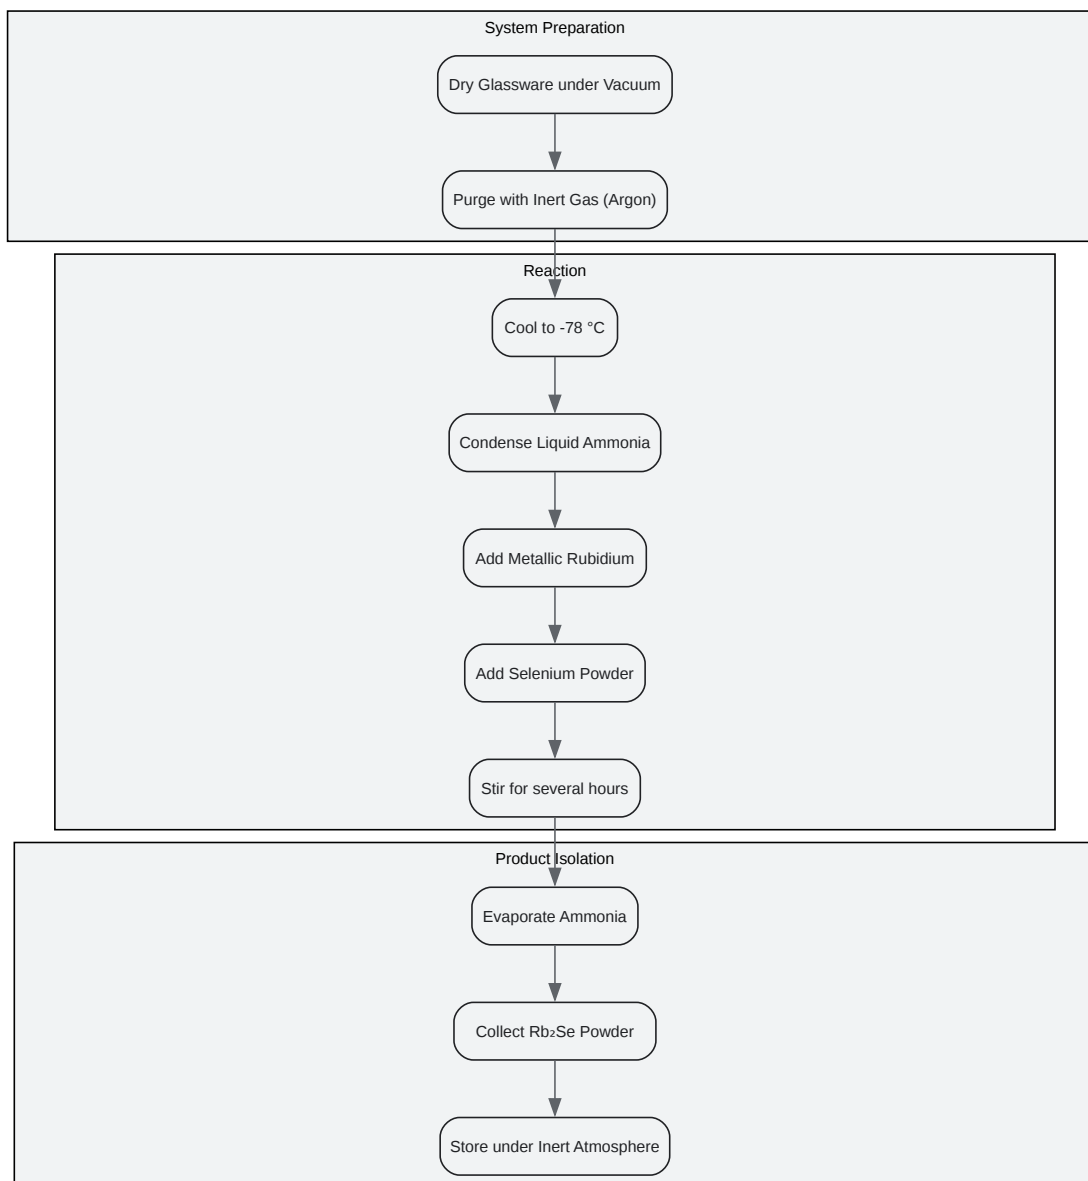 System Preparation
Dry Glassware under Vacuum
Purge with Inert Gas (Argon)
Reaction
Cool to -78 °C
Condense Liquid Ammonia
Add Metallic Rubidium
Add Selenium Powder
Stir for several hours
Product Isolation
Evaporate Ammonia
Collect Rb₂Se Powder
Store under Inert Atmosphere